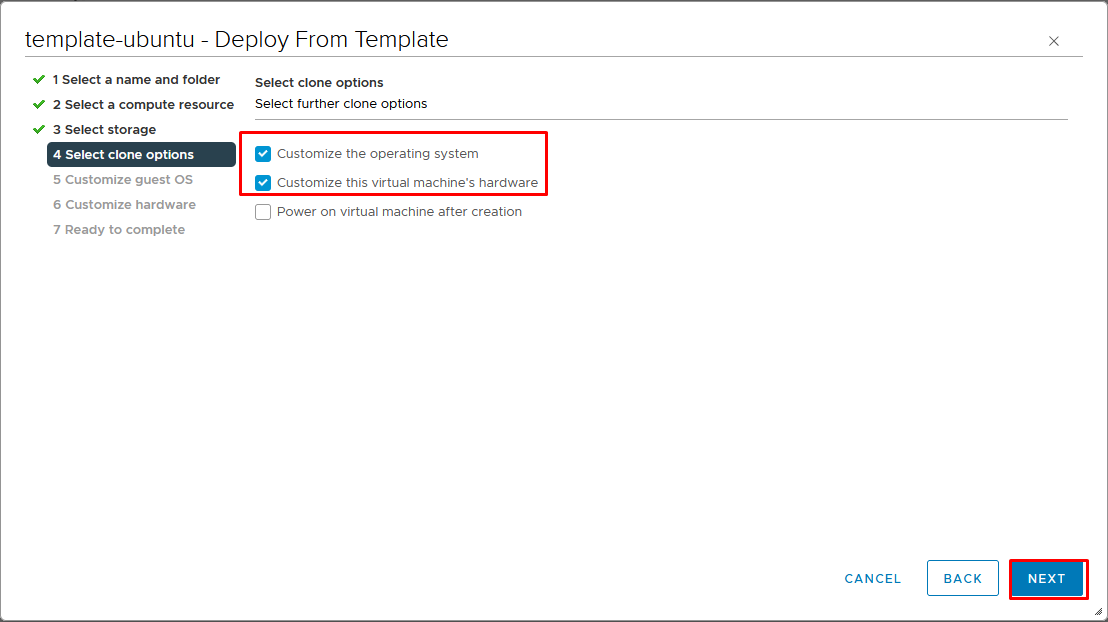 template-ubuntu - Deploy From Template
1 Select a name and folder
2 Select a compute resource
3 Select storage
4 Select clone options
5 Customize guest OS
6 Customize hardware
7 Ready to complete
Select clone options
Select further clone options
Customize the operating system
Customize this virtual machine's hardware
Power on virtual machine after creation
CANCEL
BACK
NEXT